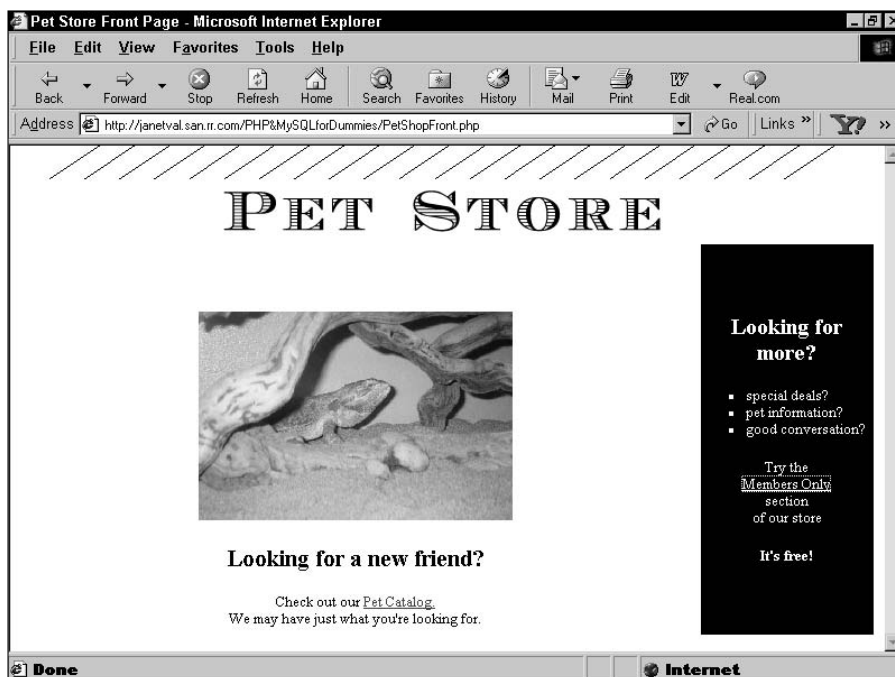 Pet Store Front Page - Microsoft Internet Explorer
File Edit View Favorites Tools Help
Back Forward Stop Refresh Home Search Favorites History Mail Print Edit Real.com
Address http://janetval.san.rr.com/PHP&MySQLforDummies/PetShopFront.php Go Links »
Y? »
PET STORE
Looking for
more?
special deals?
pet information?
good conversation?
Try the
Members Only
section
of our store
It's free!
Looking for a new friend?
Check out our Pet Catalog.
We may have just what you're looking for.
Done Internet